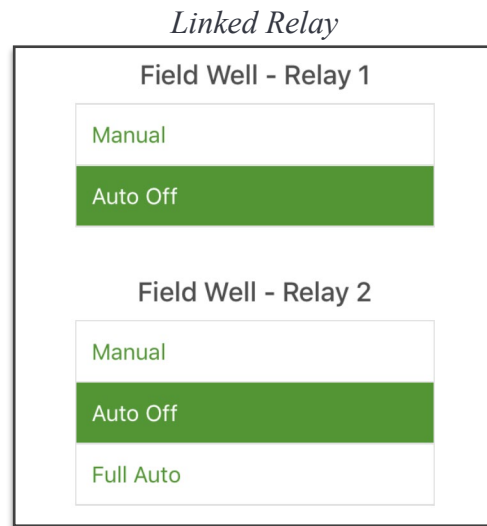 Linked Relay
Field Well - Relay 1
Manual
Auto Off
Field Well - Relay 2
Manual
Auto Off
Full Auto